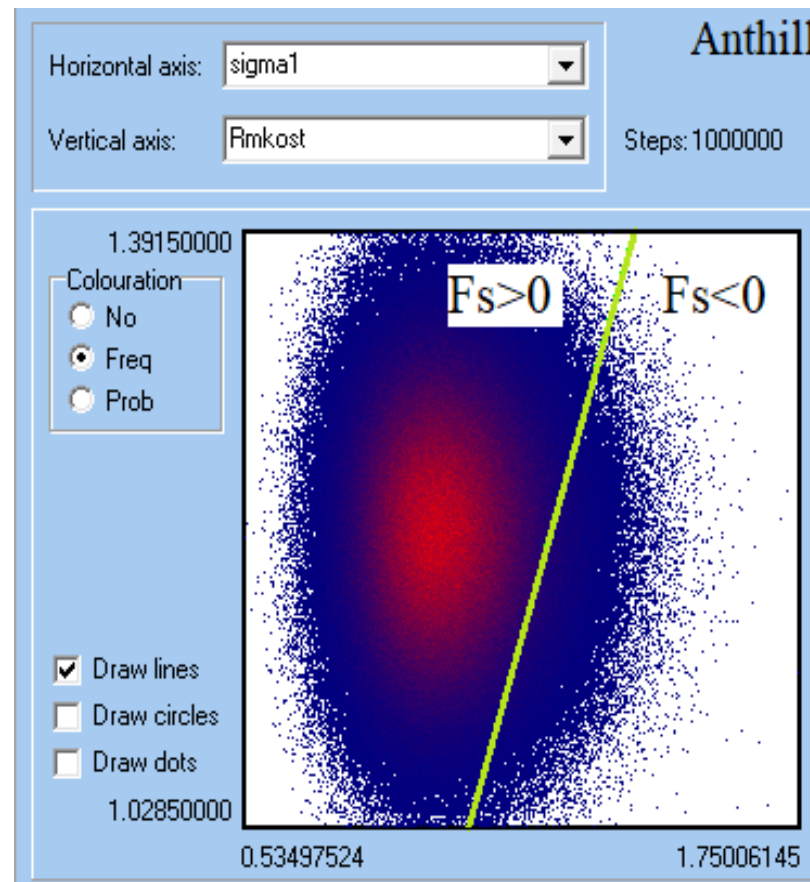 Anthill
Horizontal axis: sigma1
Vertical axis: Rmkost
Steps: 1000000
1.39150000
Colouration
No
Freq
Prob
Fs>0
Fs<0
Draw lines
Draw circles
Draw dots
1.02850000
0.53497524
1.75006145